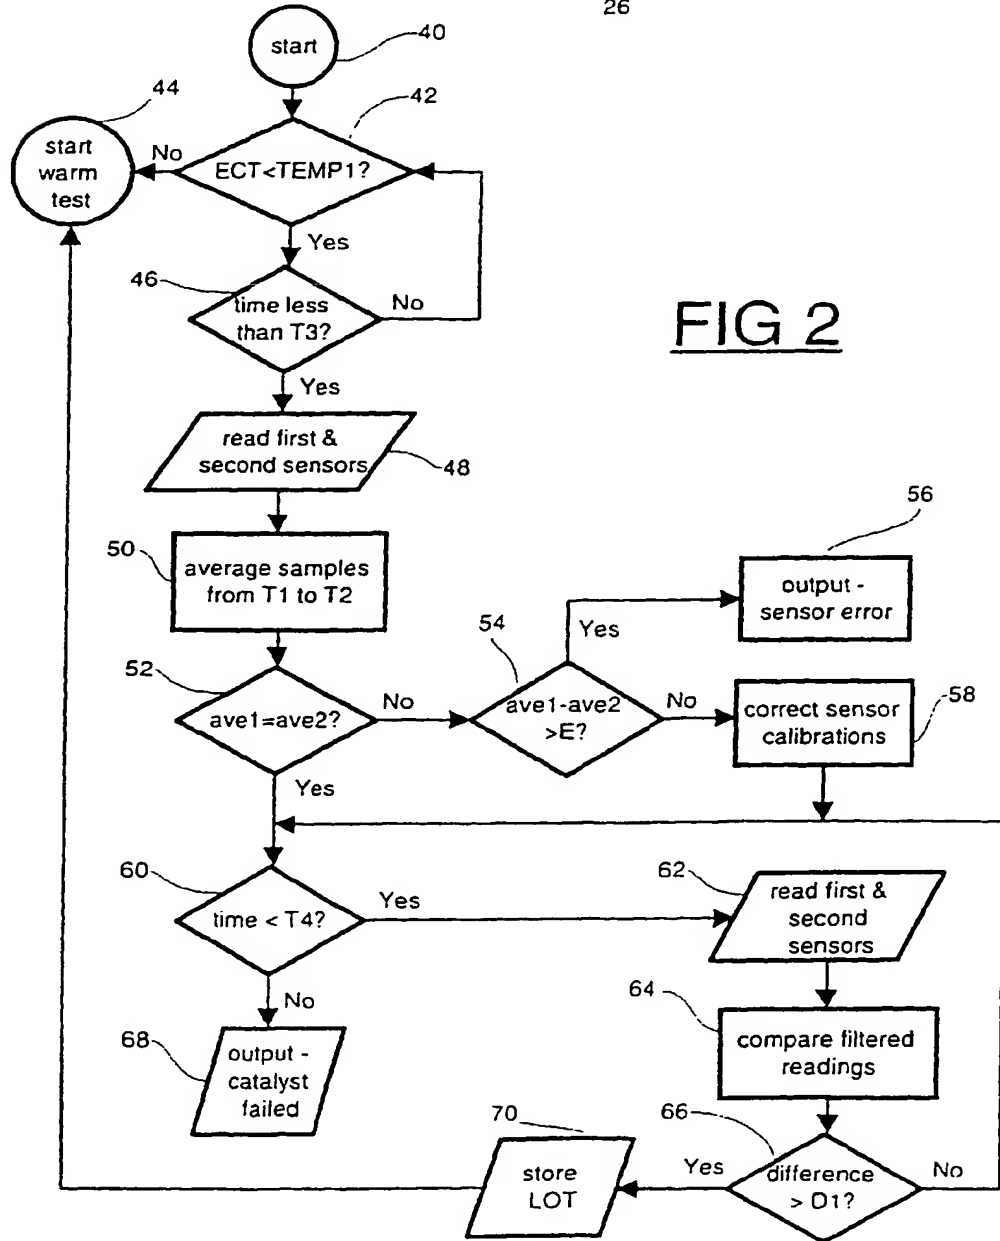 26
start
40
42
44
start
warm
test
No
ECT<TEMP1?
Yes
46
time less
than T3?
No
FIG 2
Yes
read first &
second sensors
48
50
average samples
from T1 to T2
56
output -
sensor error
52
ave1=ave2?
No
54
Yes
ave1-ave2
>E?
No
correct sensor
calibrations
58
Yes
60
time < T4?
Yes
62
read first &
second
sensors
No
64
compare filtered
readings
68
output -
catalyst
failed
66
70
store
LOT
Yes
difference
> D1?
No